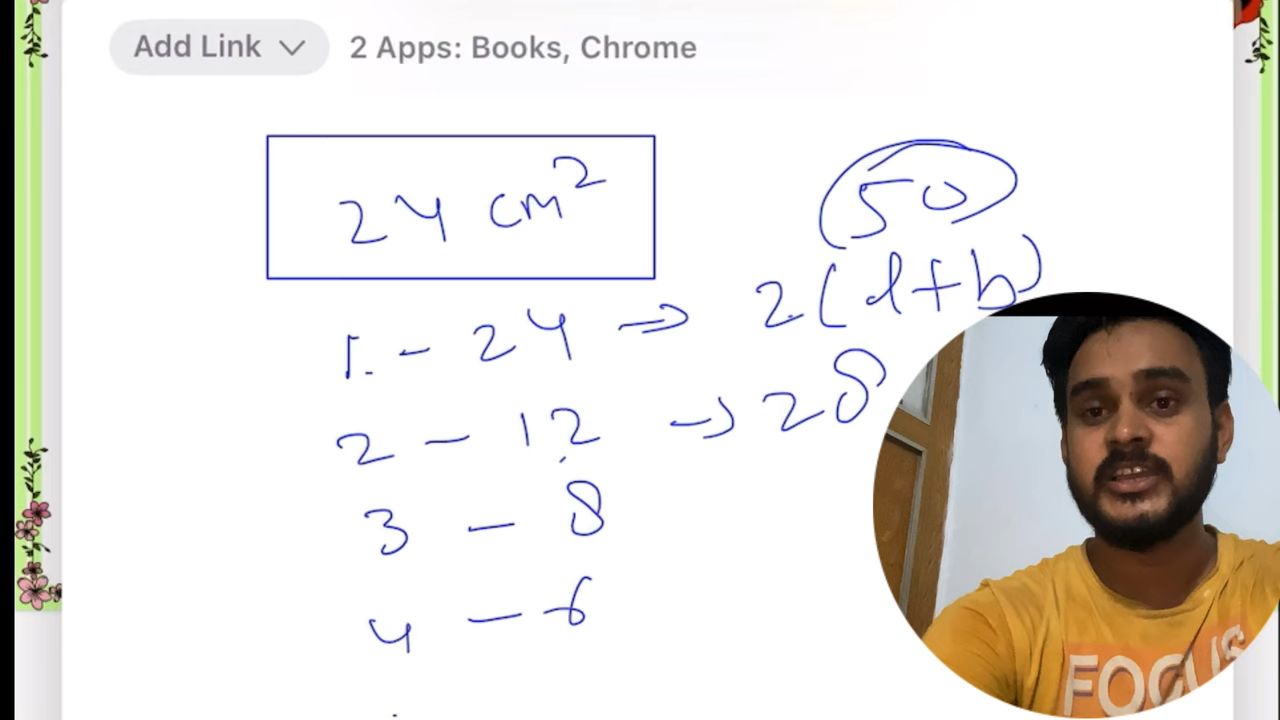 Add Link 2 Apps: Books, Chrome
24 cm²
50
1. - 24 ⇒ 2(l+b)
2 - 12 → 28
3 - 8
4 - 6
FOCUS